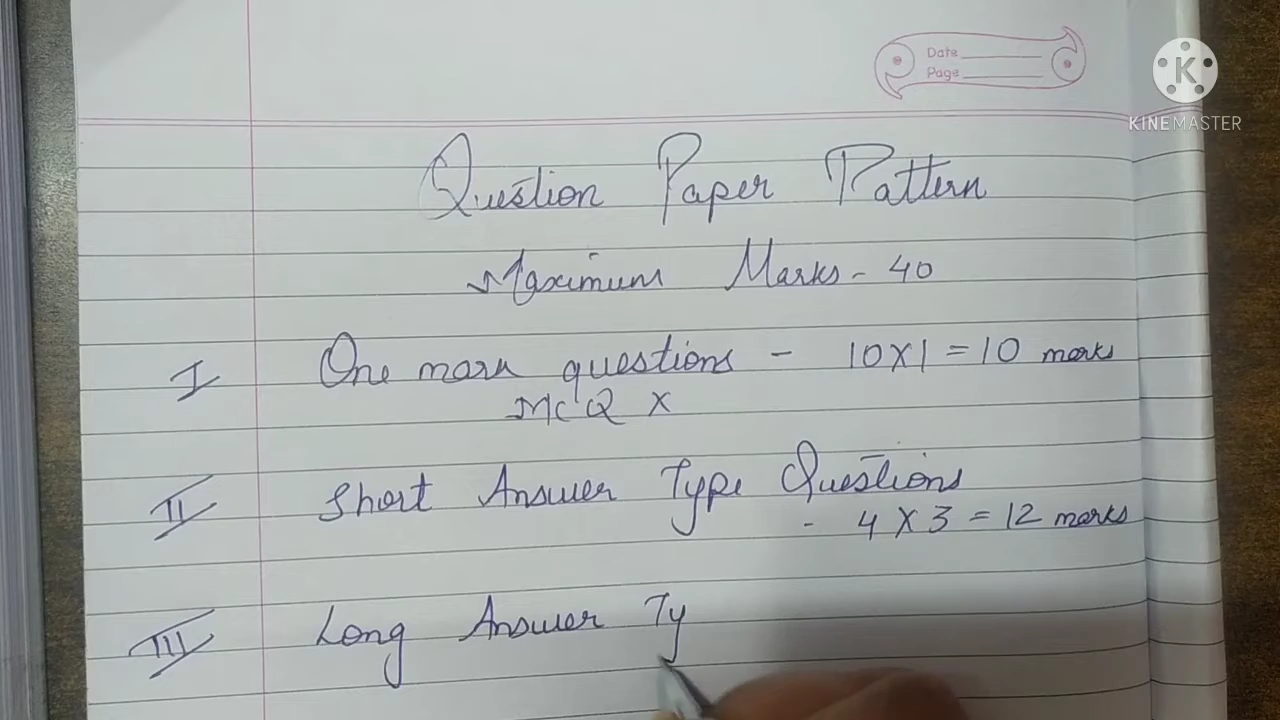 Date
Page
K
KINEMASTER
Question Paper Pattern
Maximum Marks - 40
I One mark questions - 10 X 1 = 10 marks
MCQ X
II Short Answer Type Questions
- 4 X 3 = 12 marks
III Long Answer Ty